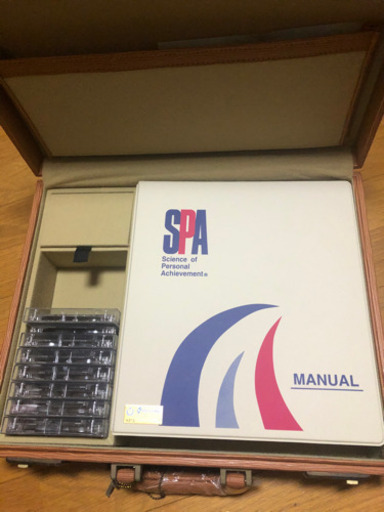 SPA
Science of
Personal
Achievement®
MANUAL